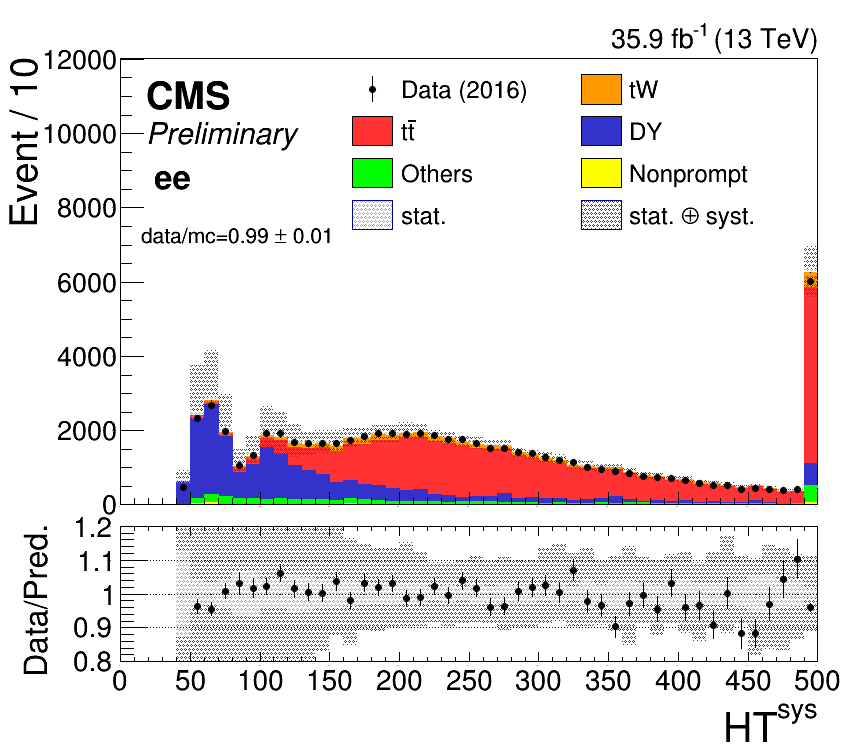 35.9 fb⁻¹ (13 TeV)
Event / 10
12000
10000
8000
6000
4000
2000
0
CMS
Preliminary
ee
data/mc=0.99 ± 0.01
Data (2016)
tW
tt̄
DY
Others
Nonprompt
stat.
stat. ⊕ syst.
Data/Pred.
1.2
1.1
1
0.9
0.8
0 50 100 150 200 250 300 350 400 450 500
HTˢʸˢ